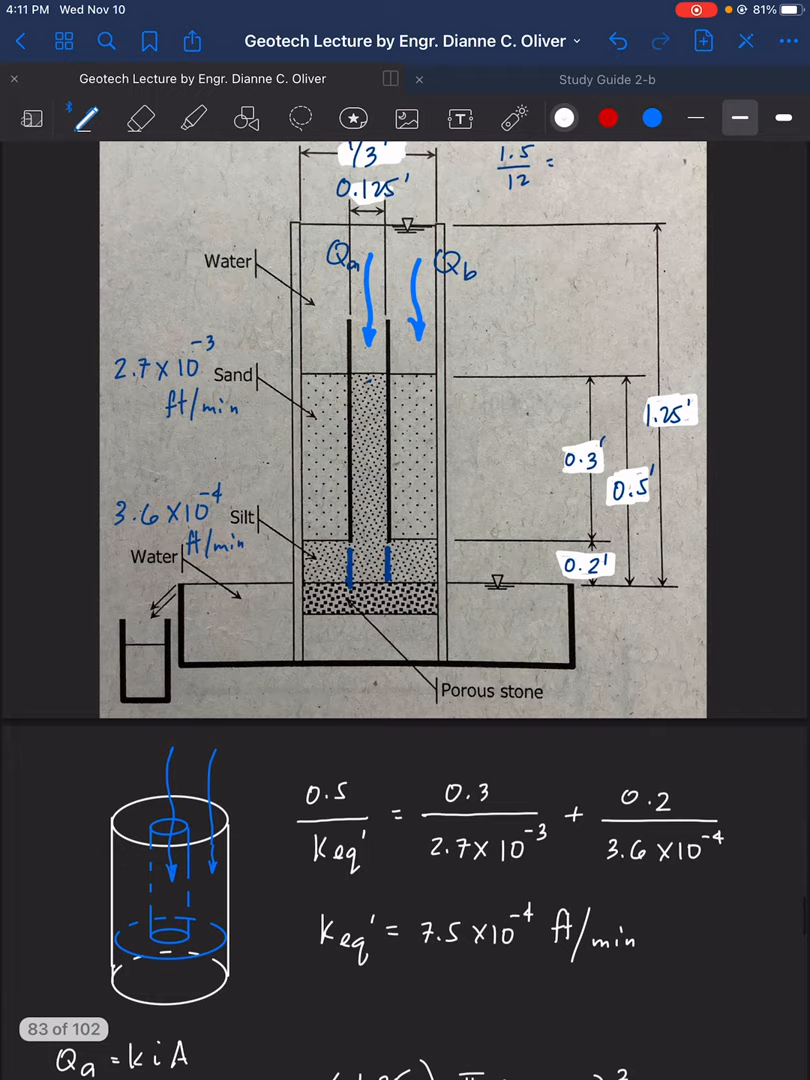 4:11 PM Wed Nov 10
81%
Geotech Lecture by Engr. Dianne C. Oliver
Geotech Lecture by Engr. Dianne C. Oliver
Study Guide 2-b
1/3'
1.5/12 =
0.125'
Water
Qa
Qb
2.7 x 10^-3
ft/min
Sand
1.25'
0.3'
0.5'
3.6 x 10^-4
ft/min
Silt
Water
0.2'
Porous stone
0.5/Keq' = 0.3/2.7 x 10^-3 + 0.2/3.6 x 10^-4
Keq' = 7.5 x 10^-4 ft/min
83 of 102
Qa = k i A